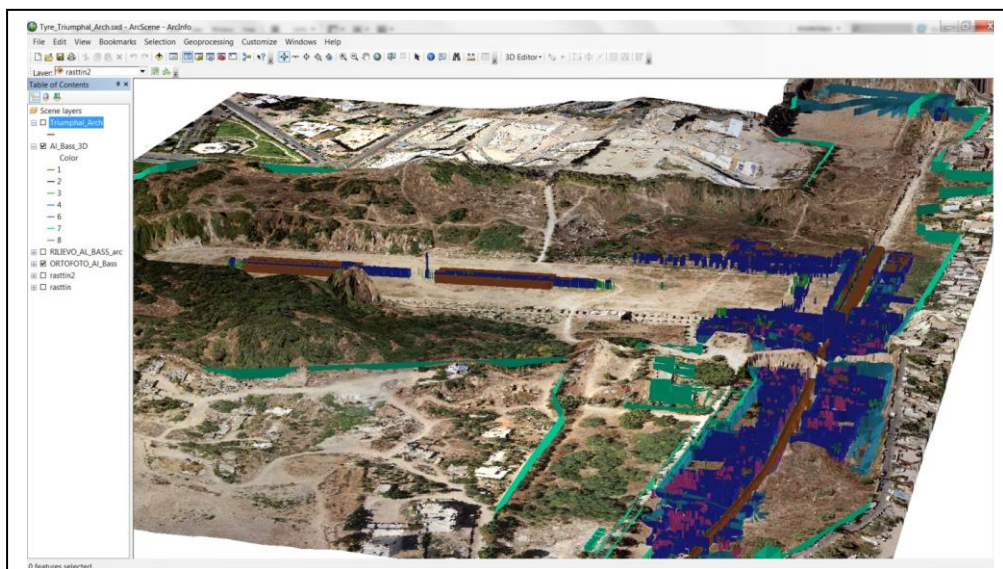 Tyre_Triumphal_Arch.sxd - ArcScene - ArcInfo
File Edit View Bookmarks Selection Geoprocessing Customize Windows Help
3D Editor
Layer: rasttin2
Table of Contents
Scene layers
Triumphal_Arch
Al_Bass_3D
Color
1
2
3
4
6
7
8
RILIEVO_AL_BASS_arc
ORTOFOTO_Al_Bass
rasttin2
rasttin
0 features selected